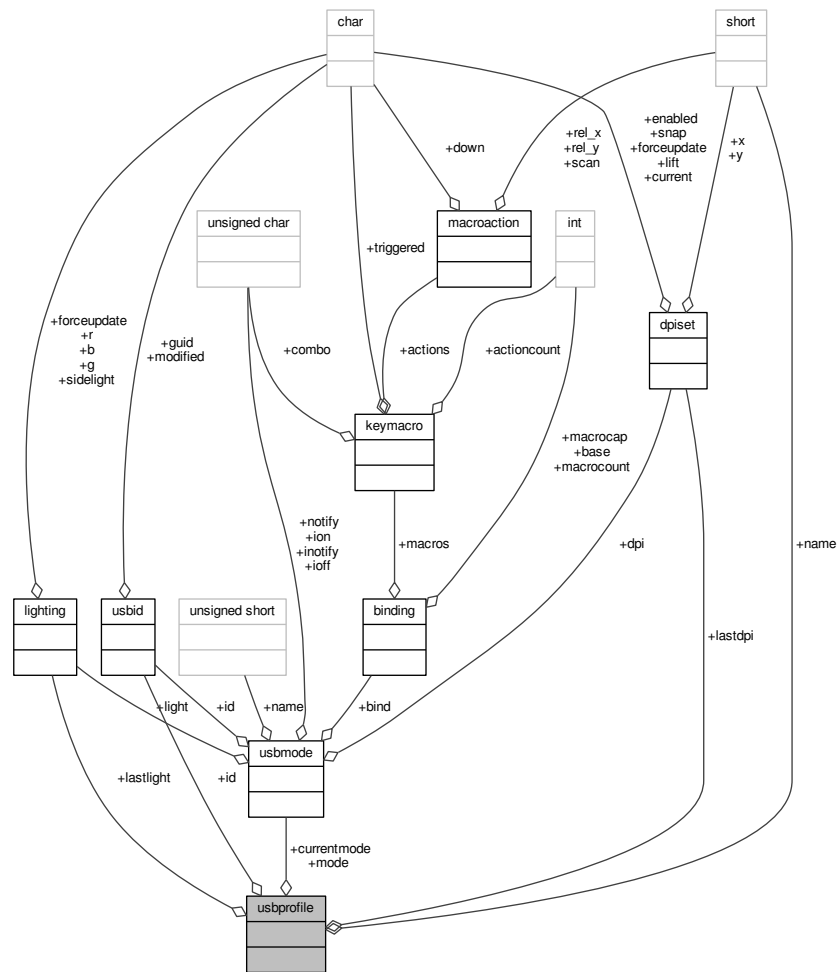 char
short
+enabled
+snap
+forceupdate
+lift
+current
+rel_x
+rel_y
+scan
+x
+y
+down
unsigned char
macroaction
int
+triggered
+forceupdate
+r
+b
+g
+sidelight
+guid
+modified
dpiset
+combo
+actions
+actioncount
keymacro
+macrocap
+base
+macrocount
+notify
+ion
+inotify
+ioff
+macros
+dpi
+name
lighting
usbid
unsigned short
binding
+lastdpi
+light
+id
+name
+bind
usbmode
+lastlight
+id
+currentmode
+mode
usbprofile